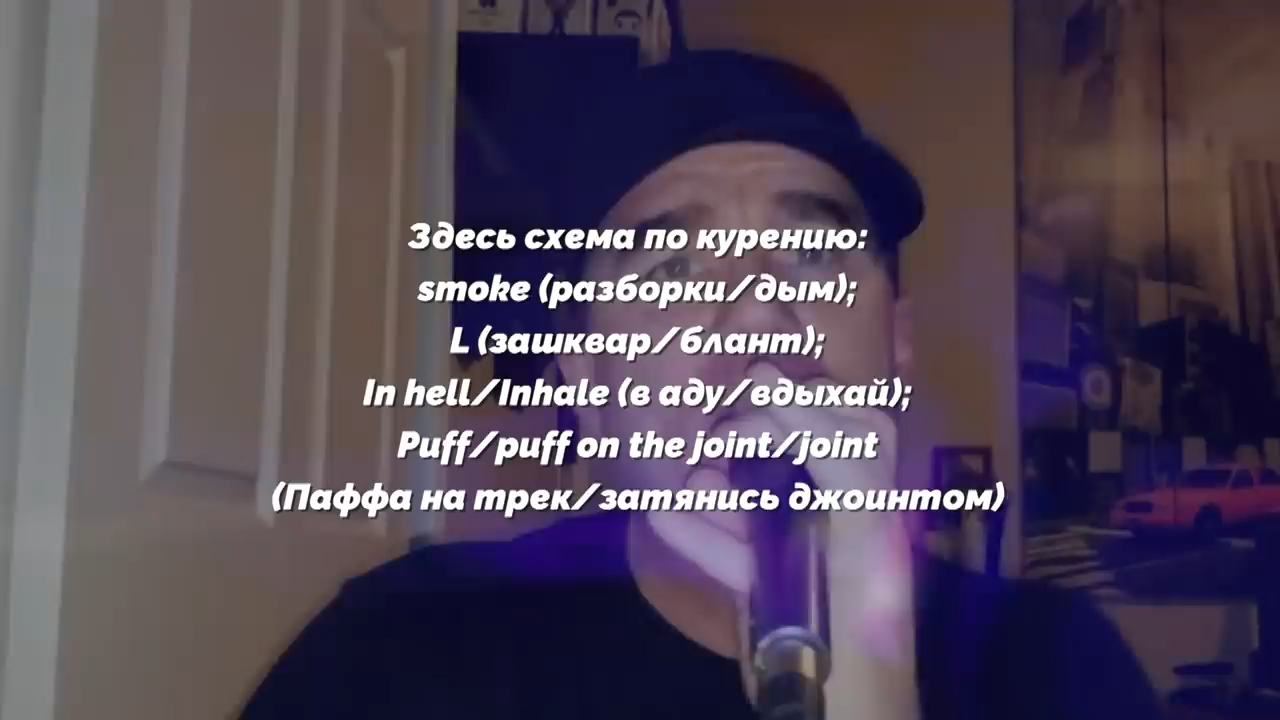 Здесь схема по курению:
smoke (разборки/дым);
L (зашквар/блант);
In hell/Inhale (в аду/вдыхай);
Puff/puff on the joint/joint
(Паффа на трек/затянись джоинтом)